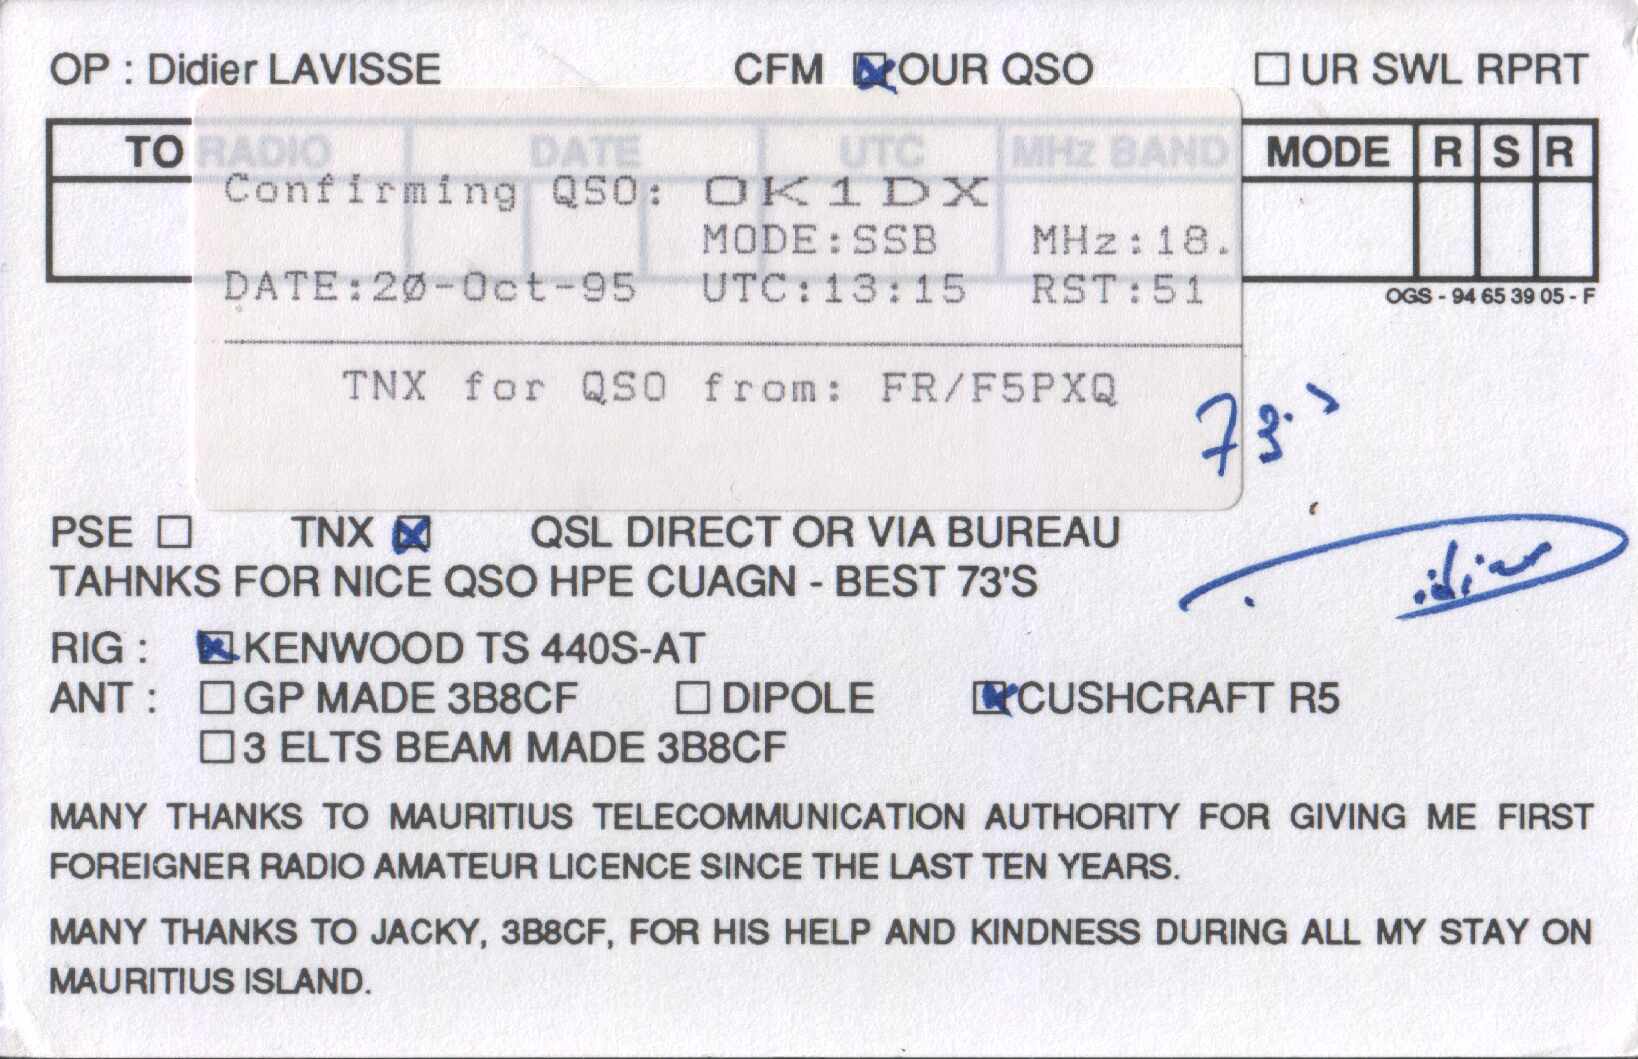 OP : Didier LAVISSE CFM OUR QSO UR SWL RPRT
TO RADIO DATE UTC MHz BAND MODE R S R
Confirming QSO: OK1DX
MODE:SSB MHz:18.
DATE:20-Oct-95 UTC:13:15 RST:51
OGS - 94 65 39 05 - F
TNX for QSO from: FR/F5PXQ
73's
PSE TNX QSL DIRECT OR VIA BUREAU
Didier
TAHNKS FOR NICE QSO HPE CUAGN - BEST 73'S
RIG : KENWOOD TS 440S-AT
ANT : GP MADE 3B8CF DIPOLE CUSHCRAFT R5
3 ELTS BEAM MADE 3B8CF
MANY THANKS TO MAURITIUS TELECOMMUNICATION AUTHORITY FOR GIVING ME FIRST
FOREIGNER RADIO AMATEUR LICENCE SINCE THE LAST TEN YEARS.
MANY THANKS TO JACKY, 3B8CF, FOR HIS HELP AND KINDNESS DURING ALL MY STAY ON
MAURITIUS ISLAND.